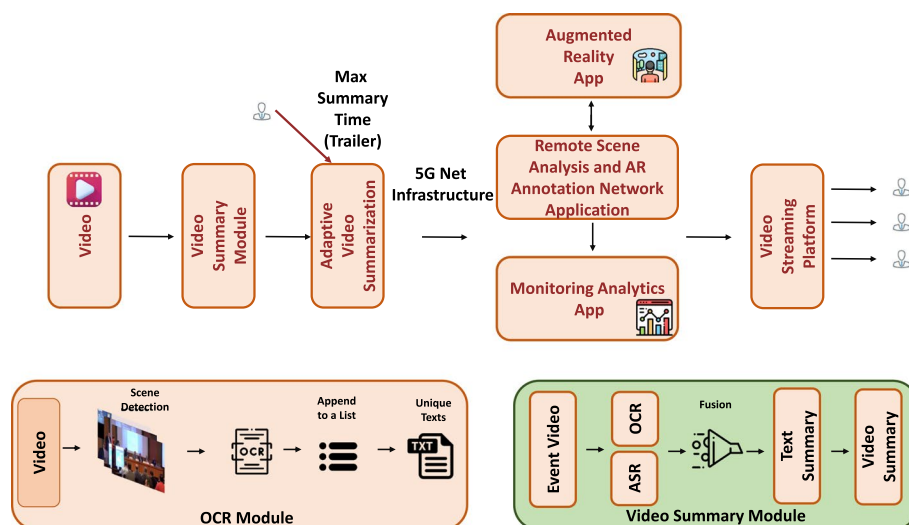 Augmented
Reality
App
Max
Summary
Time
(Trailer)
Remote Scene
Analysis and AR
Annotation Network
Application
5G Net
Infrastructure
Video
Video
Summary
Module
Adaptive
Video
Summarization
Video
Streaming
Platform
Monitoring Analytics
App
Scene
Detection
Append
to a List
Unique
Texts
Video
OCR
TXT
OCR Module
Event Video
OCR
ASR
Fusion
Text
Summary
Video
Summary
Video Summary Module